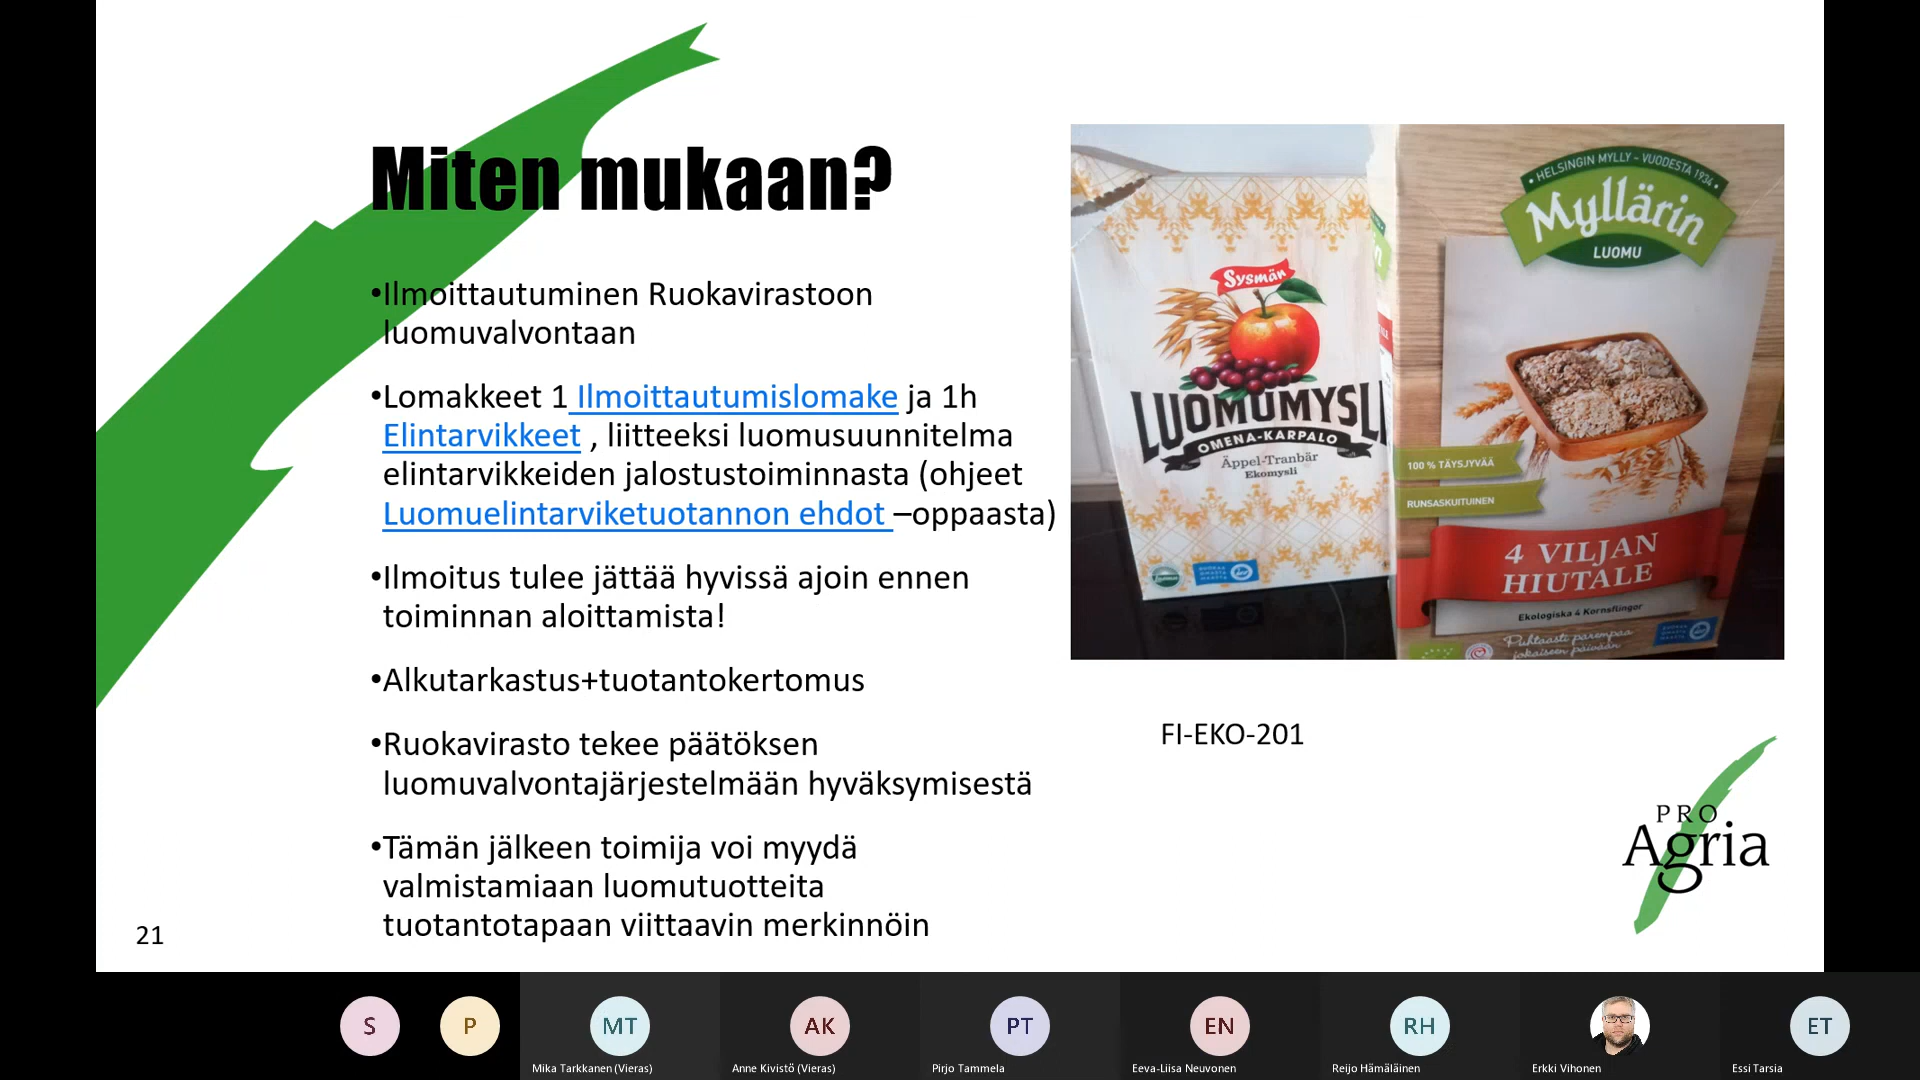 Miten mukaan?
•Ilmoittautuminen Ruokavirastoon
luomuvalvontaan
•Lomakkeet 1 Ilmoittautumislomake ja 1h
Elintarvikkeet , liitteeksi luomusuunnitelma
elintarvikkeiden jalostustoiminnasta (ohjeet
Luomuelintarviketuotannon ehdot –oppaasta)
•Ilmoitus tulee jättää hyvissä ajoin ennen
toiminnan aloittamista!
•Alkutarkastus+tuotantokertomus
•Ruokavirasto tekee päätöksen
luomuvalvontajärjestelmään hyväksymisestä
•Tämän jälkeen toimija voi myydä
valmistamiaan luomutuotteita
tuotantotapaan viittaavin merkinnöin
21
Sysmän
LUOMUMYSLI
OMENA-KARPALO
Äppel-Tranbär
Ekomysli
HELSINGIN MYLLY - VUODESTA 1934
Myllärin
LUOMU
100 % TÄYSJYVÄÄ
RUNSASKUITUINEN
4 VILJAN
HIUTALE
Ekologiska 4 Kornsflingor
Puhtaasti parempaa
jokaiseen päivään
FI-EKO-201
PRO
Agria
S
P
MT
AK
PT
EN
RH
ET
Mika Tarkkanen (Vieras)
Anne Kivistö (Vieras)
Pirjo Tammela
Eeva-Liisa Neuvonen
Reijo Hämäläinen
Erkki Vihonen
Essi Tarsia